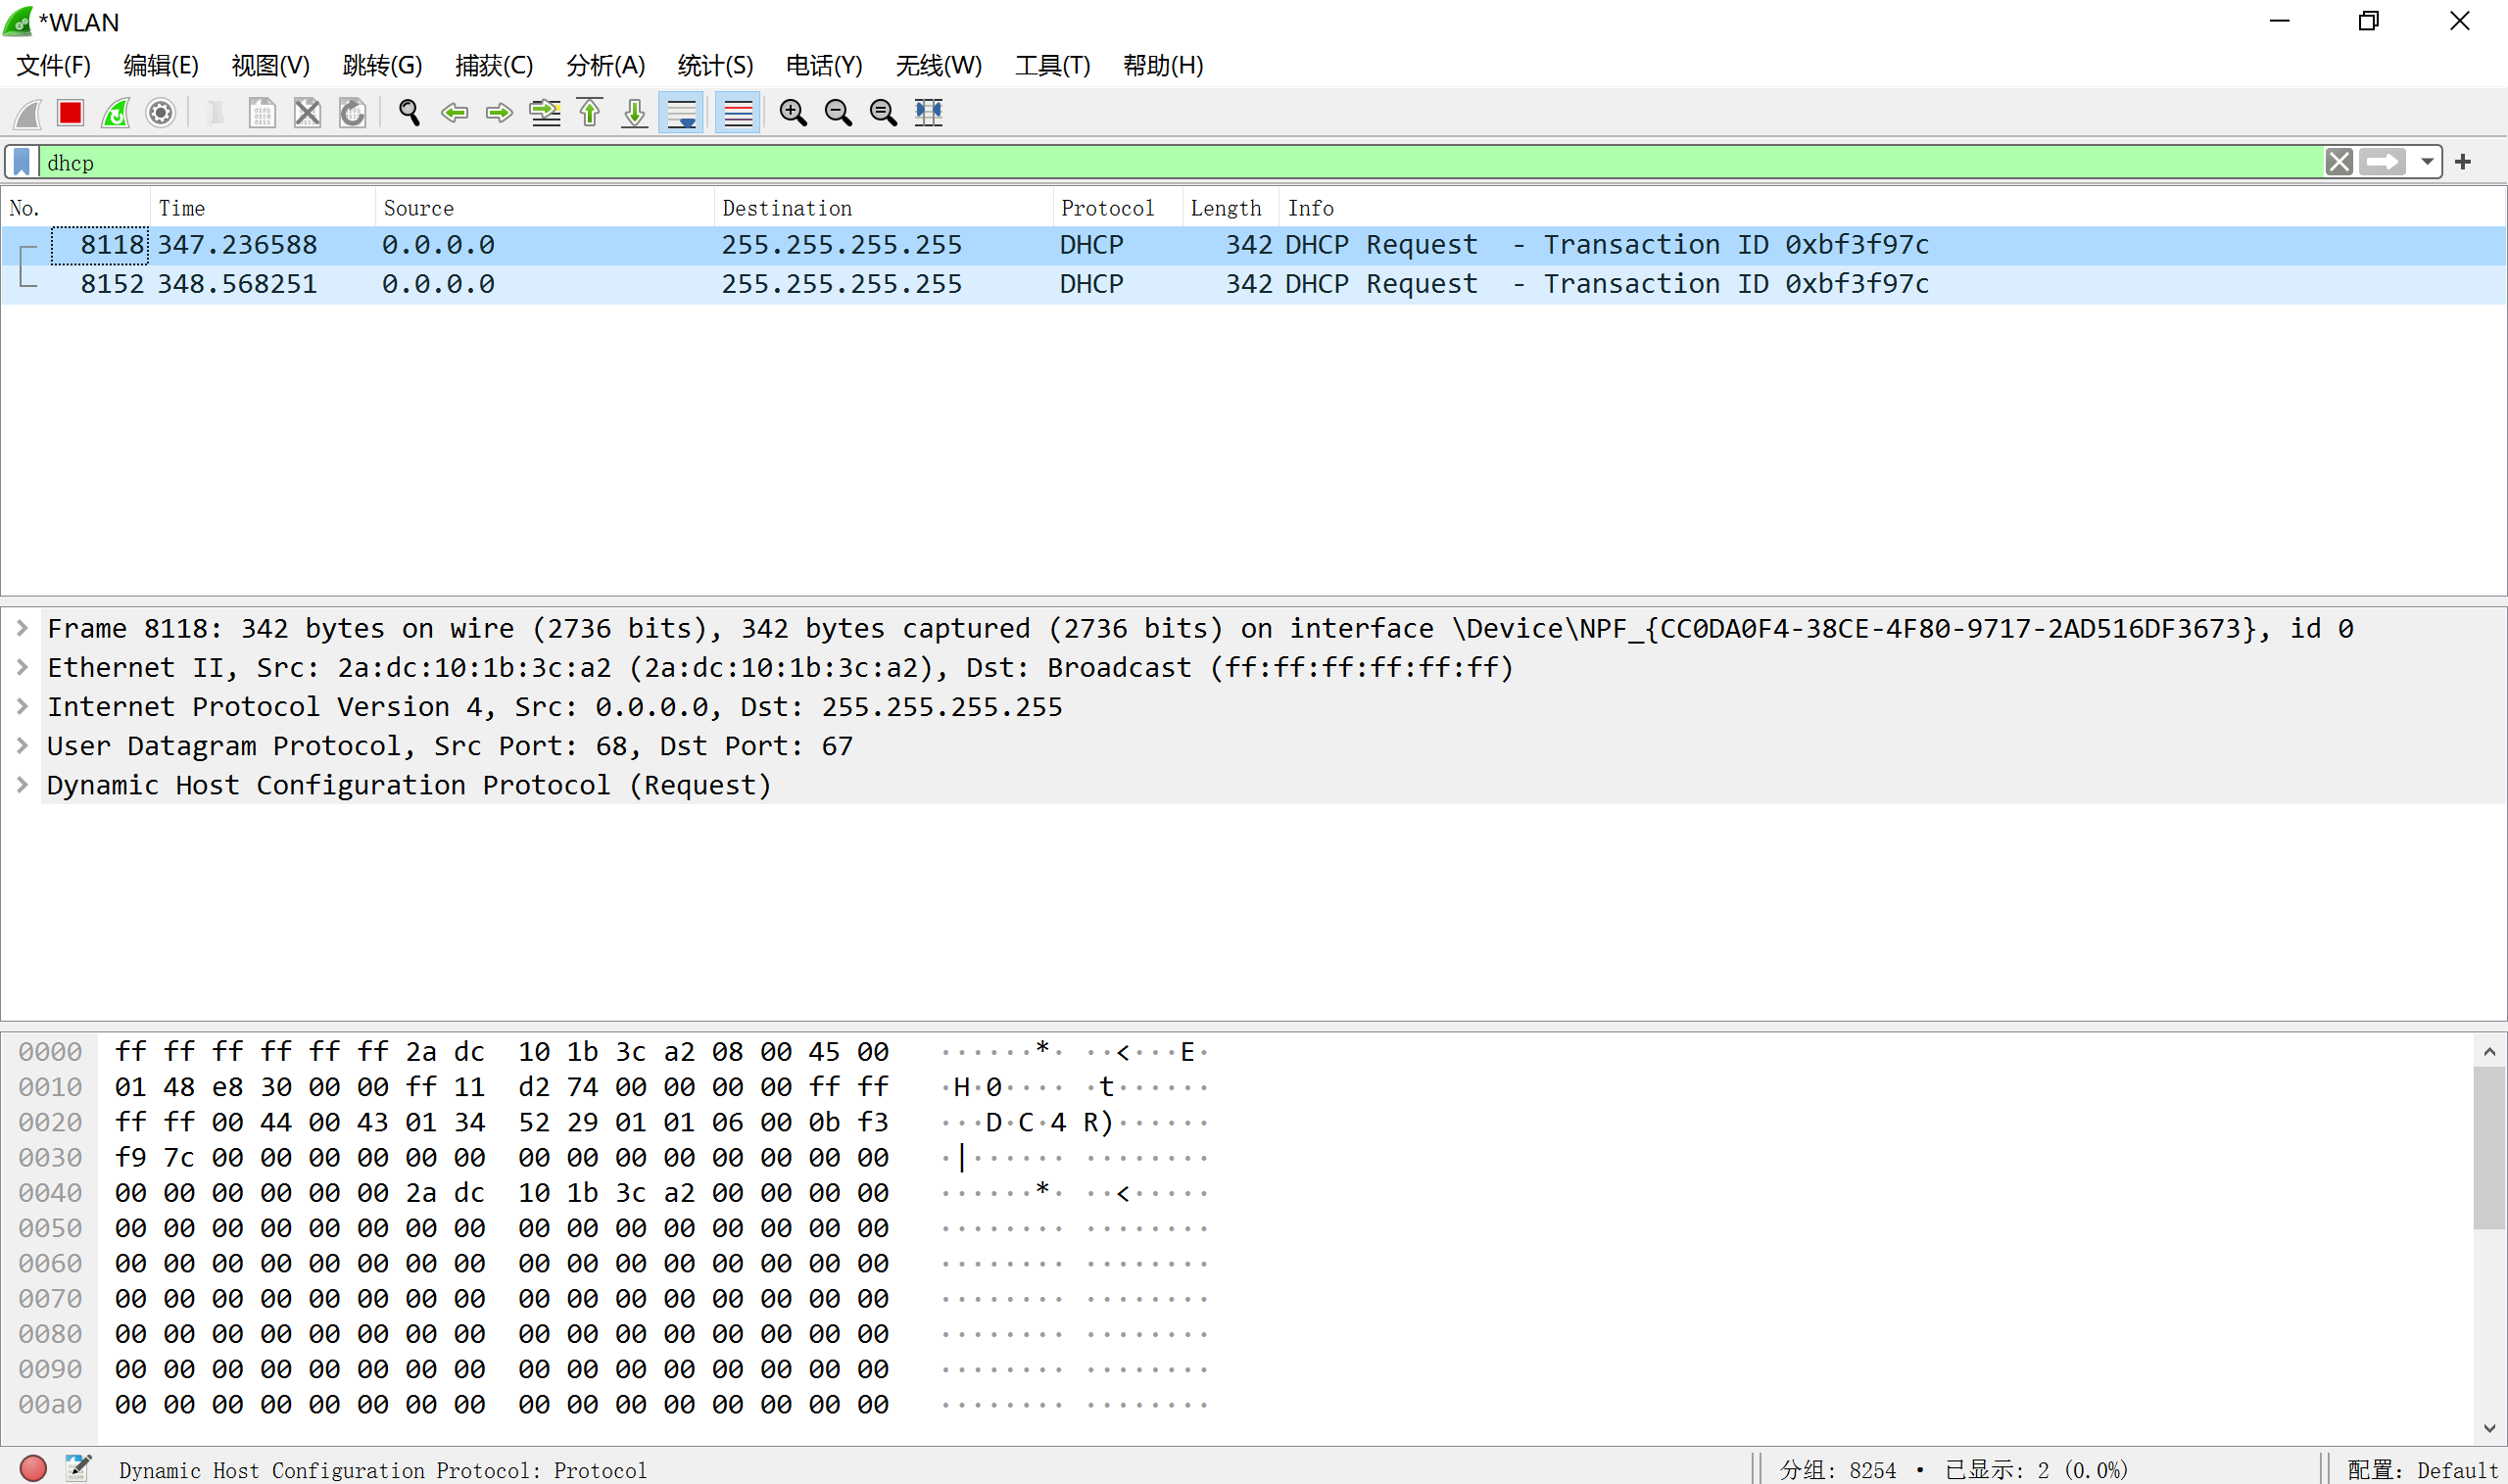 *WLAN
文件(F) 编辑(E) 视图(V) 跳转(G) 捕获(C) 分析(A) 统计(S) 电话(Y) 无线(W) 工具(T) 帮助(H)
dhcp
No. Time Source Destination Protocol Length Info
8118 347.236588 0.0.0.0 255.255.255.255 DHCP 342 DHCP Request - Transaction ID 0xbf3f97c
8152 348.568251 0.0.0.0 255.255.255.255 DHCP 342 DHCP Request - Transaction ID 0xbf3f97c
Frame 8118: 342 bytes on wire (2736 bits), 342 bytes captured (2736 bits) on interface \Device\NPF_{CC0DA0F4-38CE-4F80-9717-2AD516DF3673}, id 0
Ethernet II, Src: 2a:dc:10:1b:3c:a2 (2a:dc:10:1b:3c:a2), Dst: Broadcast (ff:ff:ff:ff:ff:ff)
Internet Protocol Version 4, Src: 0.0.0.0, Dst: 255.255.255.255
User Datagram Protocol, Src Port: 68, Dst Port: 67
Dynamic Host Configuration Protocol (Request)
0000 ff ff ff ff ff ff 2a dc 10 1b 3c a2 08 00 45 00 ······*· ··<···E·
0010 01 48 e8 30 00 00 ff 11 d2 74 00 00 00 00 ff ff ·H·0···· ·t······
0020 ff ff 00 44 00 43 01 34 52 29 01 01 06 00 0b f3 ···D·C·4 R)······
0030 f9 7c 00 00 00 00 00 00 00 00 00 00 00 00 00 00 ·|······ ········
0040 00 00 00 00 00 00 2a dc 10 1b 3c a2 00 00 00 00 ······*· ··<·····
0050 00 00 00 00 00 00 00 00 00 00 00 00 00 00 00 00 ········ ········
0060 00 00 00 00 00 00 00 00 00 00 00 00 00 00 00 00 ········ ········
0070 00 00 00 00 00 00 00 00 00 00 00 00 00 00 00 00 ········ ········
0080 00 00 00 00 00 00 00 00 00 00 00 00 00 00 00 00 ········ ········
0090 00 00 00 00 00 00 00 00 00 00 00 00 00 00 00 00 ········ ········
00a0 00 00 00 00 00 00 00 00 00 00 00 00 00 00 00 00 ········ ········
Dynamic Host Configuration Protocol: Protocol 分组: 8254 · 已显示: 2 (0.0%) 配置: Default